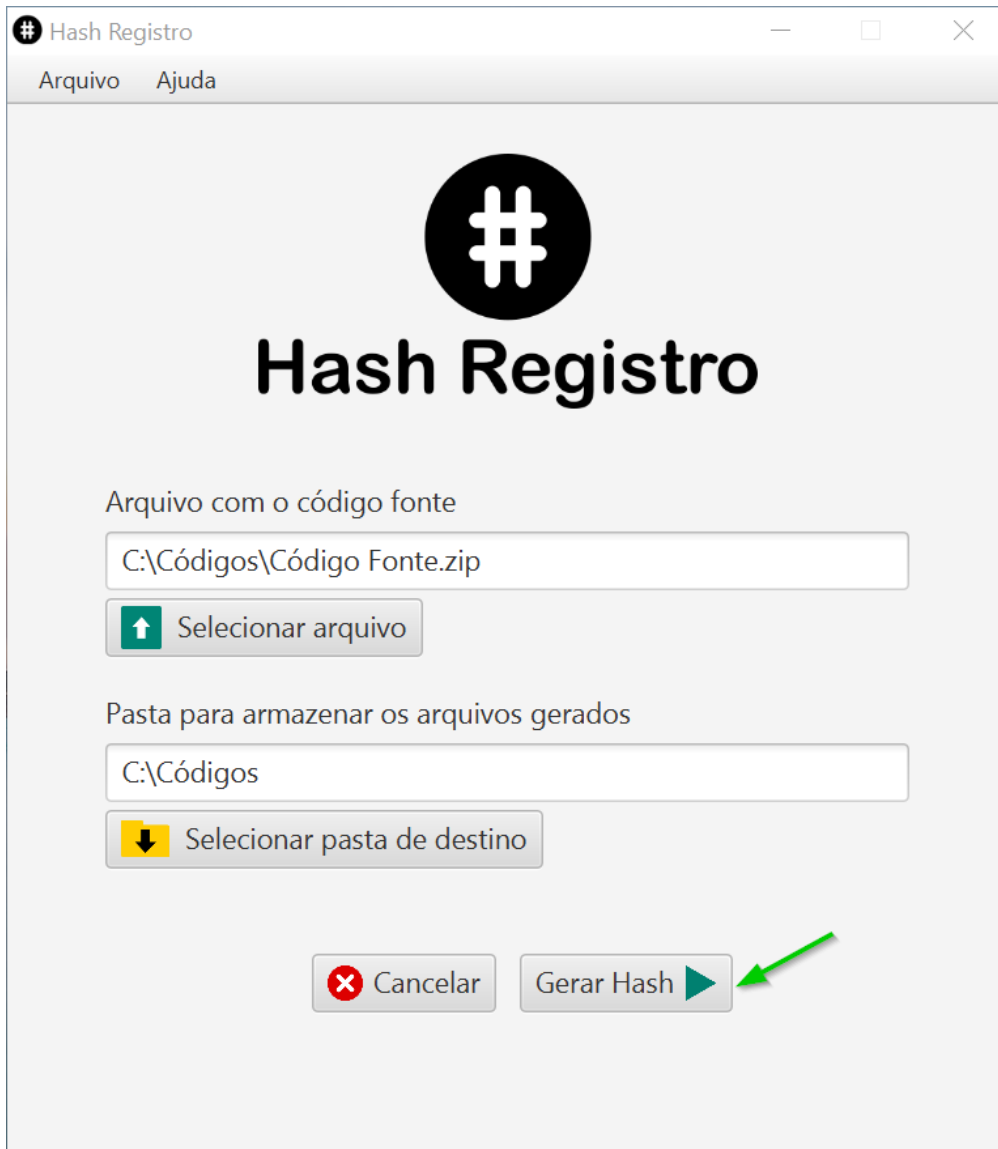 Hash Registro
Arquivo Ajuda
Hash Registro
Arquivo com o código fonte
C:\Códigos\Código Fonte.zip
Selecionar arquivo
Pasta para armazenar os arquivos gerados
C:\Códigos
Selecionar pasta de destino
Cancelar Gerar Hash